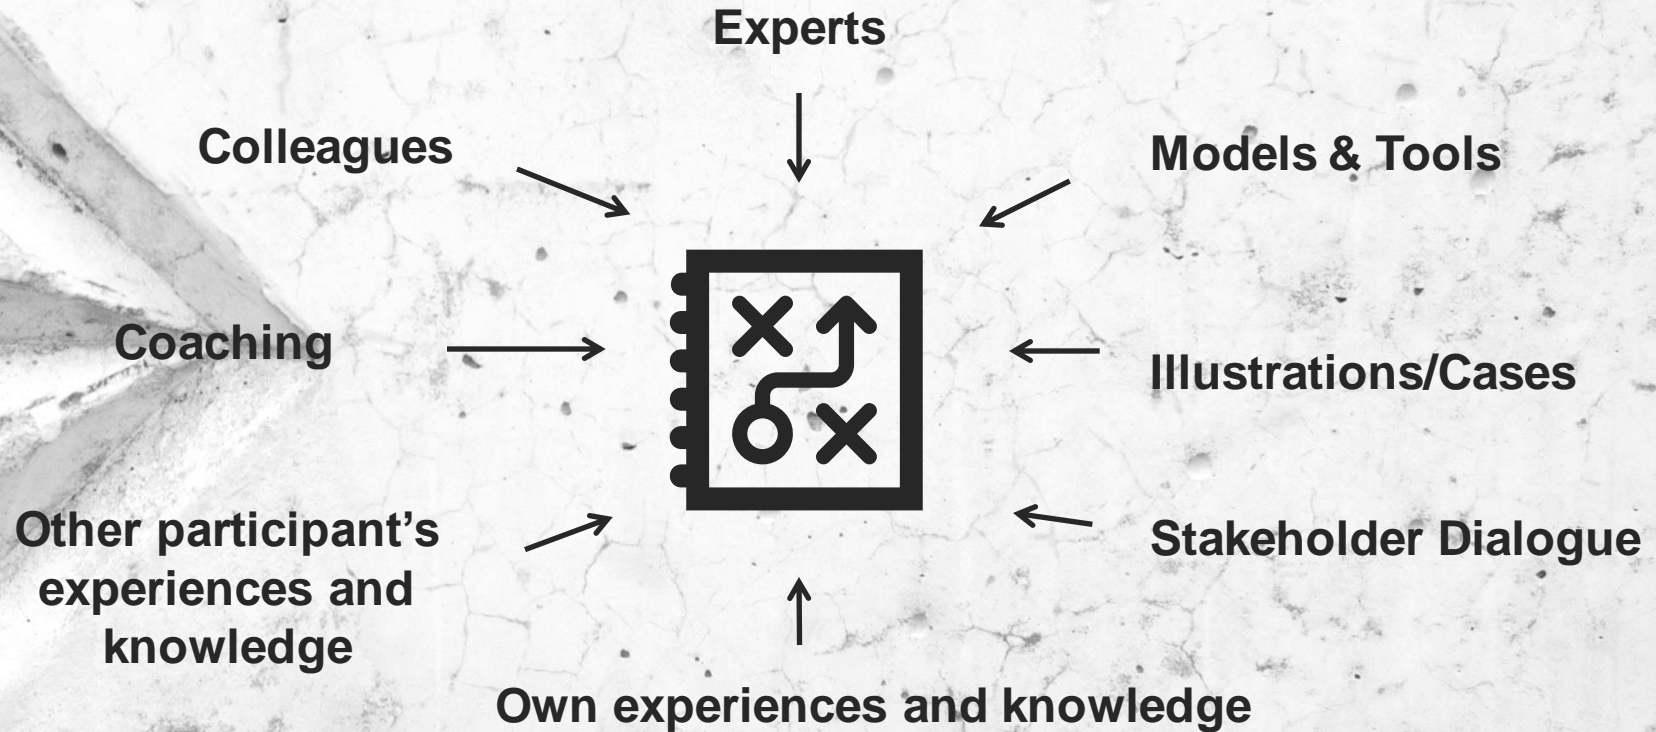 Experts
Colleagues
Models & Tools
Coaching
Illustrations/Cases
Other participant’s
experiences and
knowledge
Stakeholder Dialogue
Own experiences and knowledge